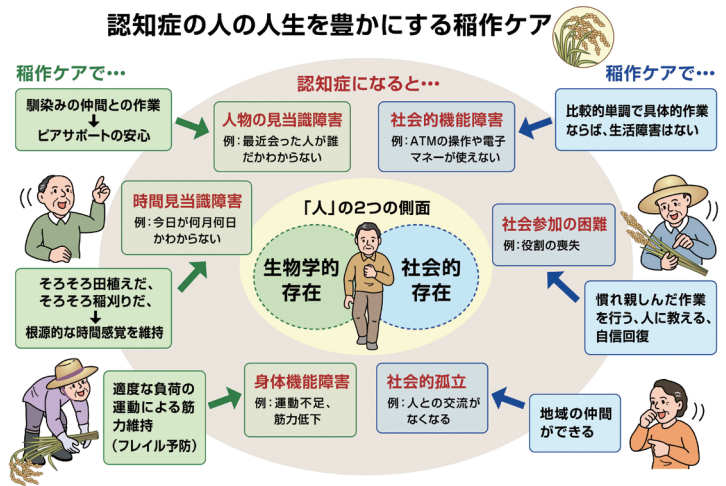 認知症の人の人生を豊かにする稲作ケア
稲作ケアで…
認知症になると…
稲作ケアで…
馴染みの仲間との作業
ピアサポートの安心
人物の見当識障害
例：最近会った人が誰
だかわからない
社会的機能障害
例：ATMの操作や電子
マネーが使えない
比較的単調で具体的作業
ならば、生活障害はない
時間見当識障害
例：今日が何月何日
かわからない
「人」の2つの側面
生物学的
存在
社会的
存在
社会参加の困難
例：役割の喪失
そろそろ田植えだ、
そろそろ稲刈りだ、
根源的な時間感覚を維持
慣れ親しんだ作業
を行う、人に教える、
自信回復
適度な負荷の
運動による筋
力維持
（フレイル予防）
身体機能障害
例：運動不足、
筋力低下
社会的孤立
例：人との交流が
なくなる
地域の仲間
ができる